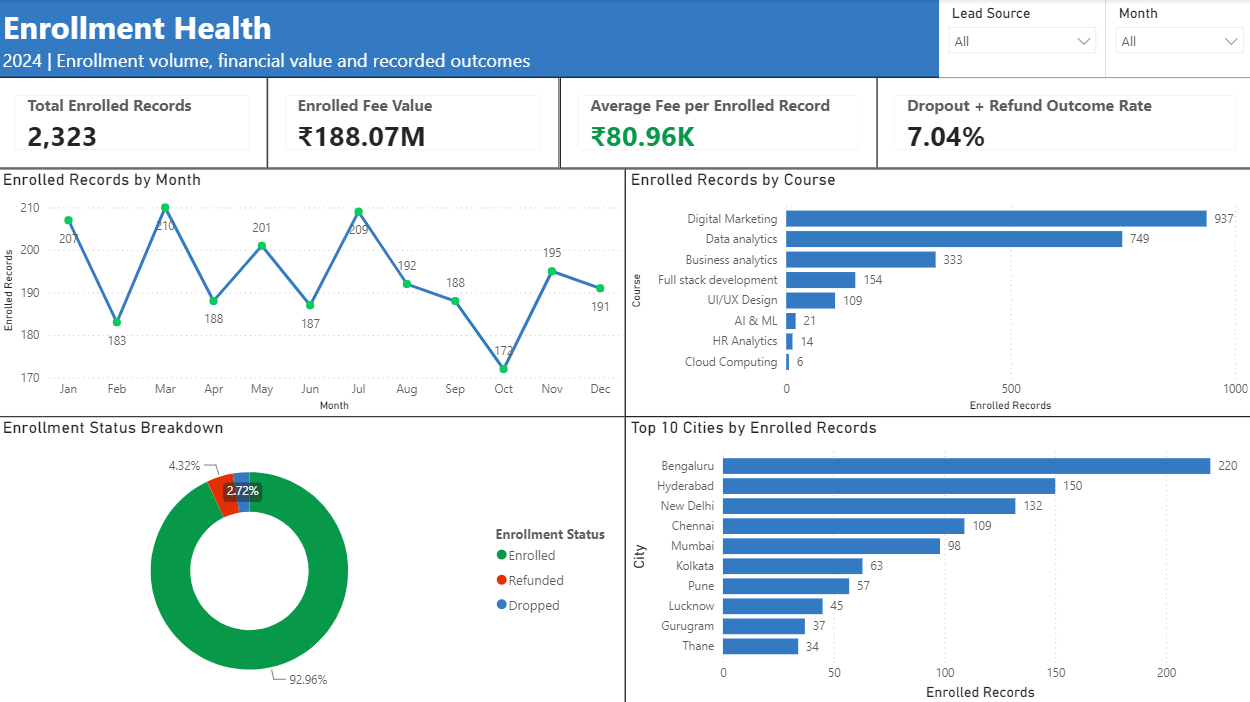 Enrollment Health
2024 | Enrollment volume, financial value and recorded outcomes
Lead Source
All
Month
All
Total Enrolled Records
2,323
Enrolled Fee Value
₹188.07M
Average Fee per Enrolled Record
₹80.96K
Dropout + Refund Outcome Rate
7.04%
Enrolled Records by Month
Enrolled Records
210
200
190
180
170
207
183
210
188
201
187
209
192
188
172
195
191
Jan Feb Mar Apr May Jun Jul Aug Sep Oct Nov Dec
Month
Enrolled Records by Course
Course
Digital Marketing 937
Data analytics 749
Business analytics 333
Full stack development 154
UI/UX Design 109
AI & ML 21
HR Analytics 14
Cloud Computing 6
0 500 1000
Enrolled Records
Enrollment Status Breakdown
4.32%
2.72%
92.96%
Enrollment Status
Enrolled
Refunded
Dropped
Top 10 Cities by Enrolled Records
City
Bengaluru 220
Hyderabad 150
New Delhi 132
Chennai 109
Mumbai 98
Kolkata 63
Pune 57
Lucknow 45
Gurugram 37
Thane 34
0 50 100 150 200
Enrolled Records